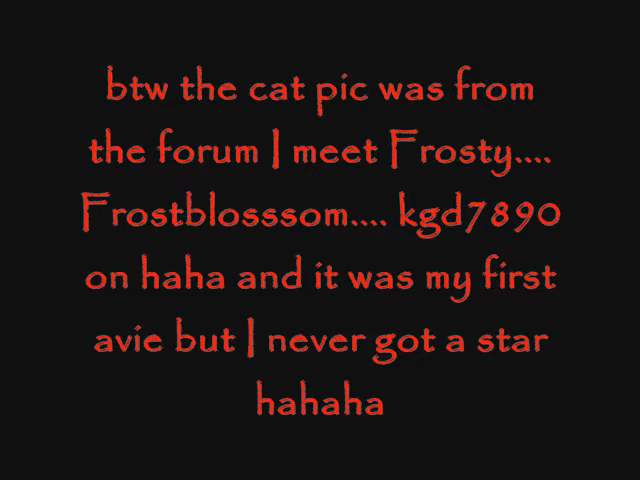 btw the cat pic was from
the forum I meet Frosty....
Frostblosssom.... kgd7890
on haha and it was my first
avie but I never got a star
hahaha